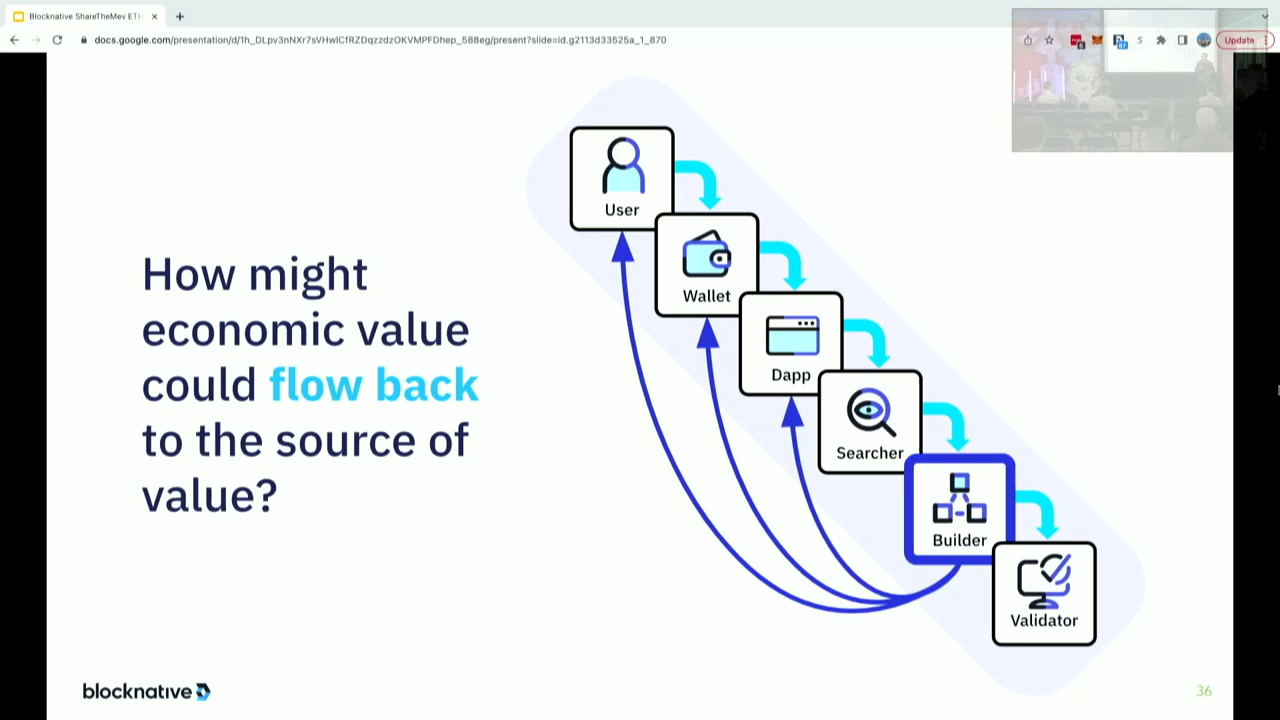 Blocknative ShareTheMev ETH
docs.google.com/presentation/d/1h_DLpv3nNXr7sVHwlCfRZDqzzdzOKVMPFDhep_588eg/present?slide=id.g2113d33525a_1_870
Update
User
Wallet
Dapp
Searcher
Builder
Validator
How might
economic value
could flow back
to the source of
value?
blocknative
36